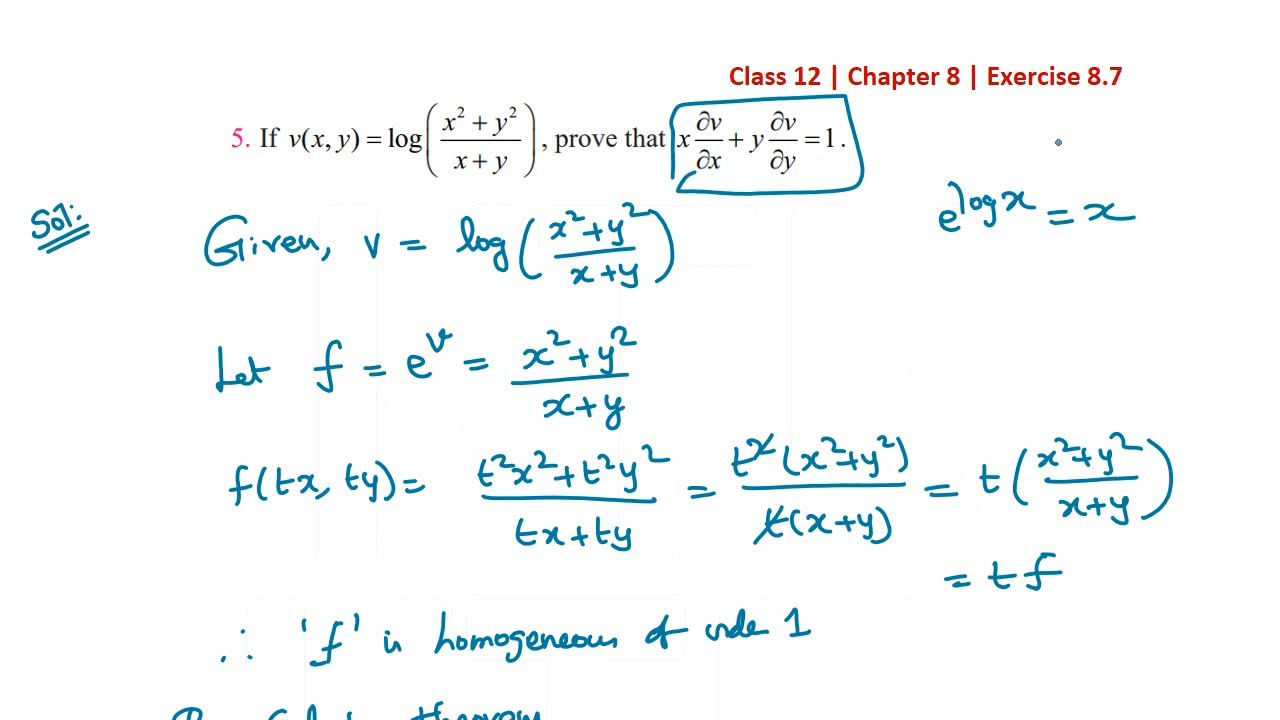 Class 12 | Chapter 8 | Exercise 8.7
5. If v(x, y) = log((x² + y²)/(x + y)), prove that x ∂v/∂x + y ∂v/∂y = 1.
Sol:
e^(log x) = x
Given, v = log((x²+y²)/(x+y))
Let f = e^v = (x²+y²)/(x+y)
f(tx, ty) = (t²x²+t²y²)/(tx+ty) = t²(x²+y²)/t(x+y) = t((x²+y²)/(x+y))
= t f
∴ 'f' is homogeneous of order 1
theorem